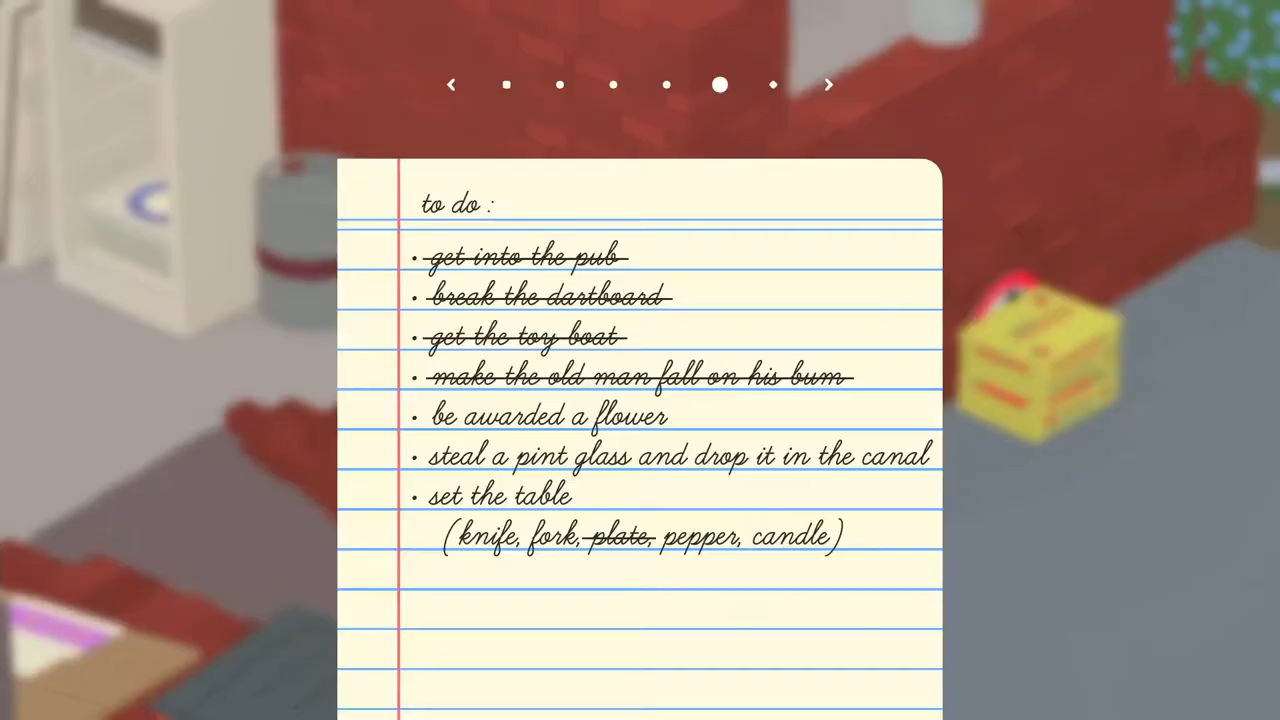 to do :
• get into the pub
• break the dartboard
• get the toy boat
• make the old man fall on his bum
• be awarded a flower
• steal a pint glass and drop it in the canal
• set the table
(knife, fork, plate, pepper, candle)